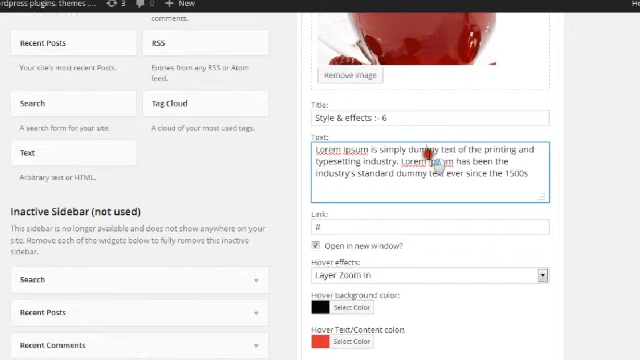 rdpress plugins, themes .... 3 0 + New
comments.
Recent Posts
RSS
Your site's most recent Posts.
Entries from any RSS or Atom feed.
Search
Tag Cloud
A search form for your site.
A cloud of your most used tags.
Text
Arbitrary text or HTML.
Inactive Sidebar (not used)
This sidebar is no longer available and does not show anywhere on
your site. Remove each of the widgets below to fully remove this inactive
sidebar.
Search
Recent Posts
Recent Comments
Remove Image
Title:
Style & effects :- 6
Text:
Lorem Ipsum is simply dummy text of the printing and
typesetting industry. Lorem Ipsum has been the
industry's standard dummy text ever since the 1500s
Link:
#
Open in new window?
Hover effects:
Layer Zoom In
Hover background color:
Select Color
Hover Text/Content color:
Select Color